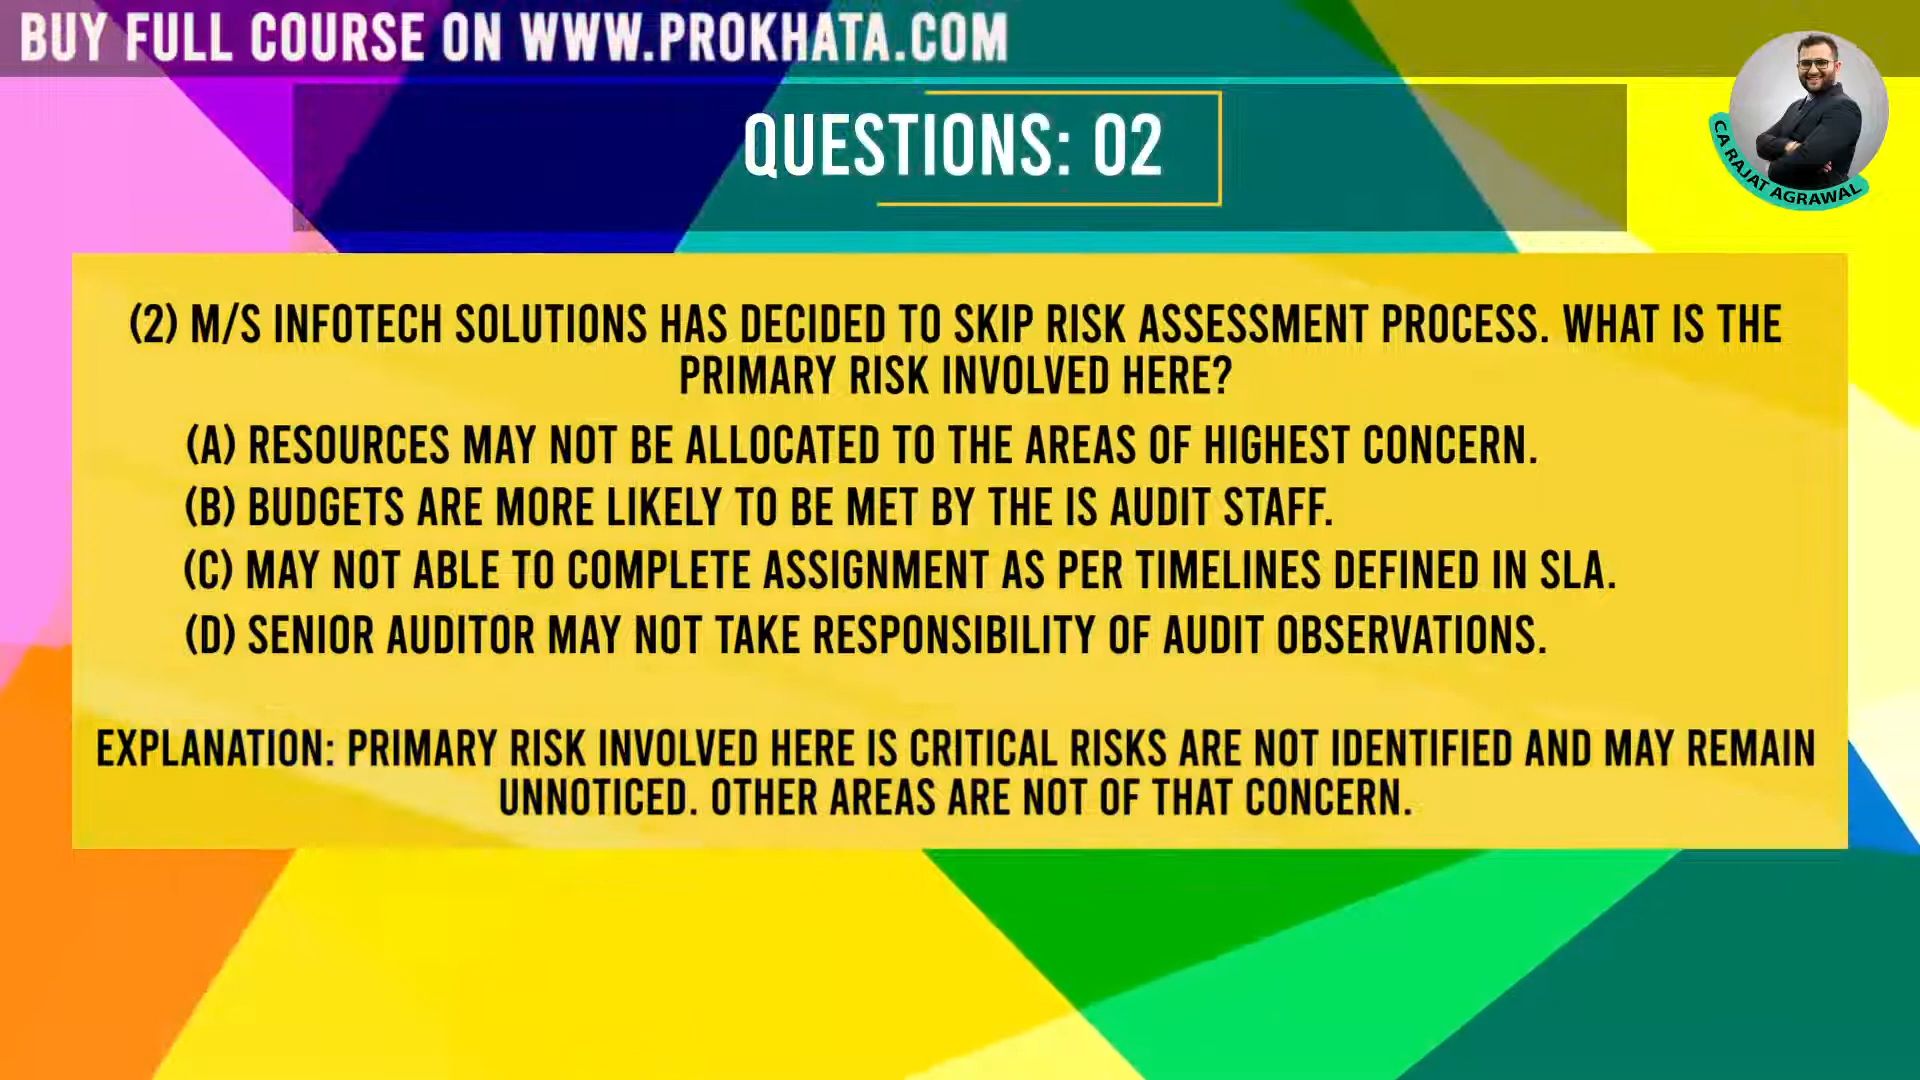 BUY FULL COURSE ON WWW.PROKHATA.COM
CA RAJAT AGRAWAL
QUESTIONS: 02
(2) M/S INFOTECH SOLUTIONS HAS DECIDED TO SKIP RISK ASSESSMENT PROCESS. WHAT IS THE
PRIMARY RISK INVOLVED HERE?
(A) RESOURCES MAY NOT BE ALLOCATED TO THE AREAS OF HIGHEST CONCERN.
(B) BUDGETS ARE MORE LIKELY TO BE MET BY THE IS AUDIT STAFF.
(C) MAY NOT ABLE TO COMPLETE ASSIGNMENT AS PER TIMELINES DEFINED IN SLA.
(D) SENIOR AUDITOR MAY NOT TAKE RESPONSIBILITY OF AUDIT OBSERVATIONS.
EXPLANATION: PRIMARY RISK INVOLVED HERE IS CRITICAL RISKS ARE NOT IDENTIFIED AND MAY REMAIN
UNNOTICED. OTHER AREAS ARE NOT OF THAT CONCERN.